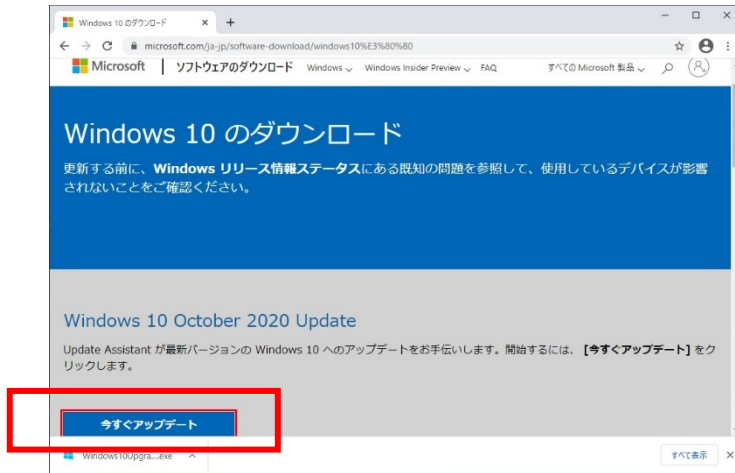 Windows 10 のダウンロード
microsoft.com/ja-jp/software-download/windows10%E3%80%80
Microsoft ソフトウェアのダウンロード Windows Windows Insider Preview FAQ すべての Microsoft 製品
Windows 10 のダウンロード
更新する前に、Windows リリース情報ステータスにある既知の問題を参照して、使用しているデバイスが影響
されないことをご確認ください。
Windows 10 October 2020 Update
Update Assistant が最新バージョンの Windows 10 へのアップデートをお手伝いします。開始するには、[今すぐアップデート] をク
リックします。
今すぐアップデート
Windows10Upgra....exe すべて表示